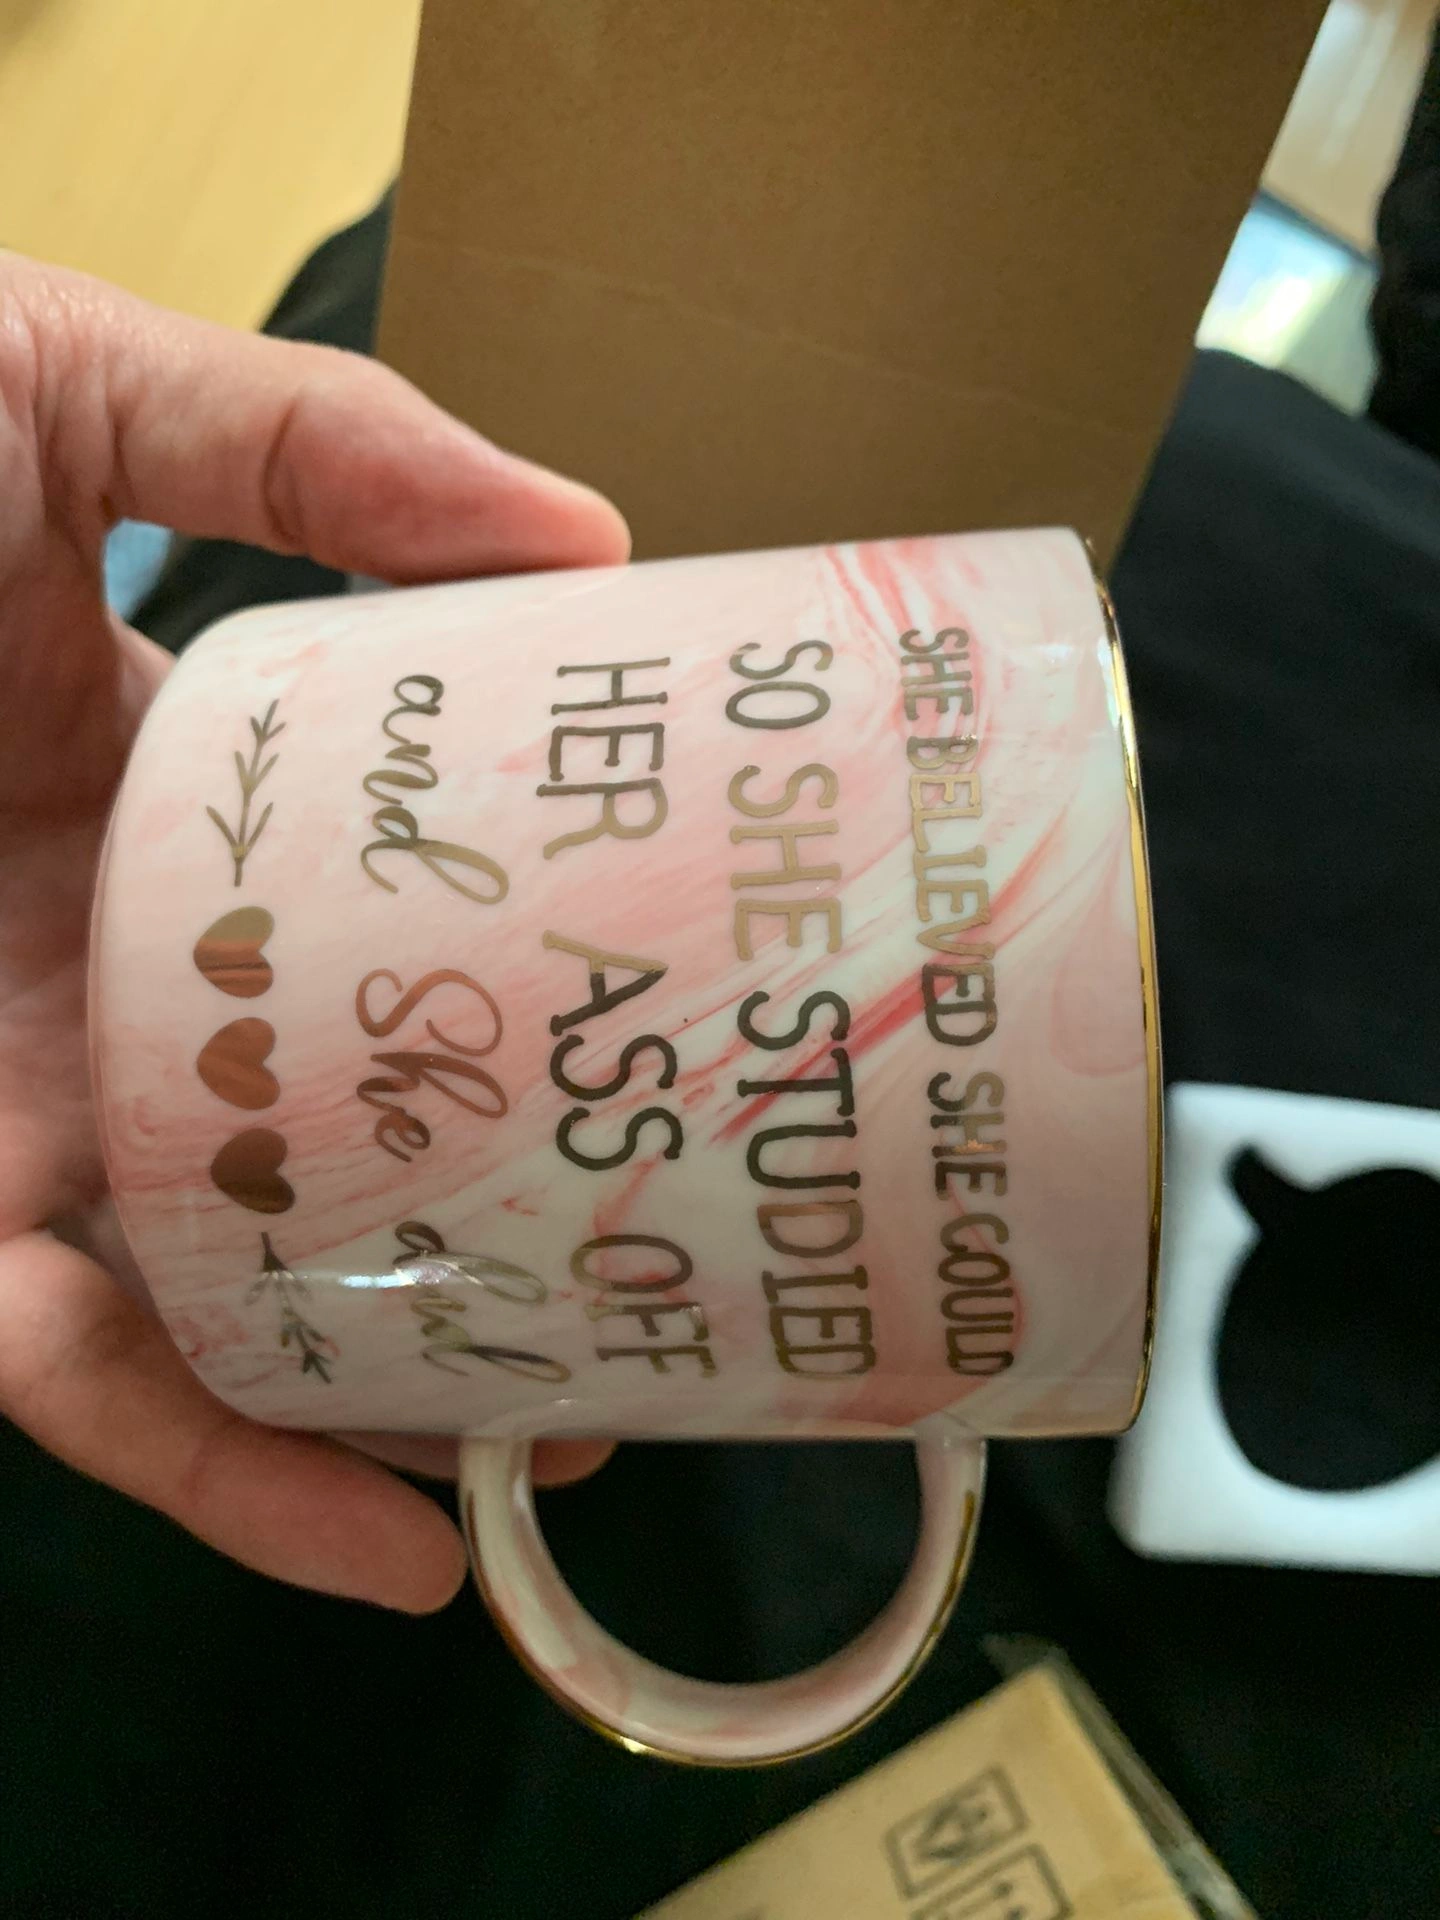 SHE BELIEVED SHE COULD
SO SHE STUDIED
HER ASS OFF
and She did